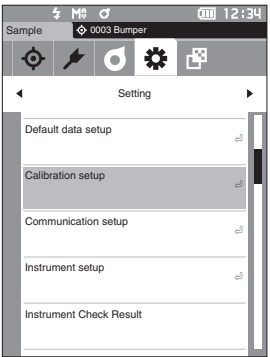 12:34
Sample
0003 Bumper
Setting
Default data setup
Calibration setup
Communication setup
Instrument setup
Instrument Check Result